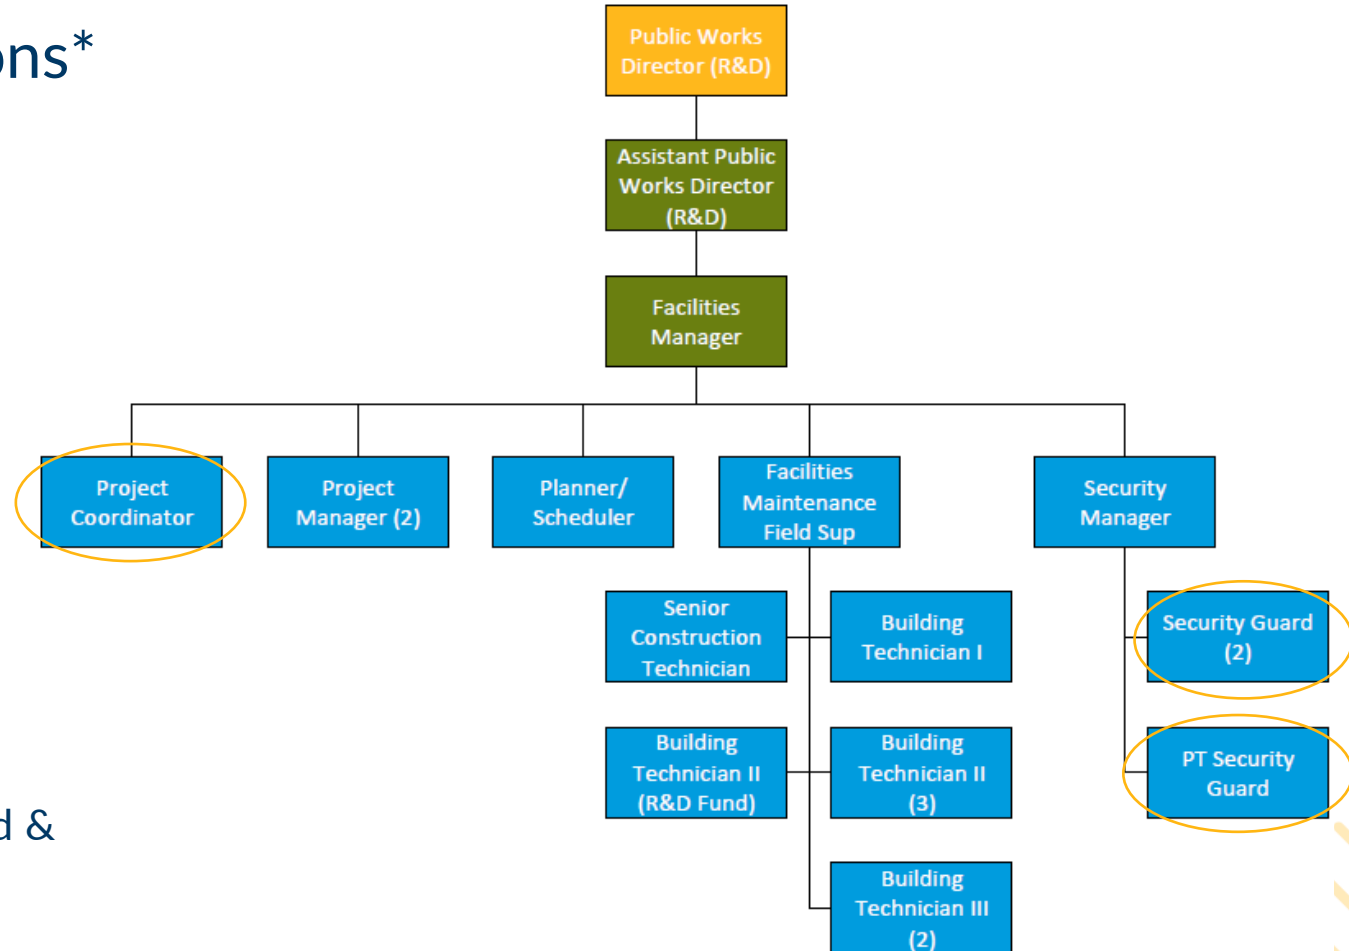 ons*
Public Works
Director (R&D)
Assistant Public
Works Director
(R&D)
Facilities
Manager
Project
Coordinator
Project
Manager (2)
Planner/
Scheduler
Facilities
Maintenance
Field Sup
Security
Manager
Senior
Construction
Technician
Building
Technician I
Security Guard
(2)
Building
Technician II
(R&D Fund)
Building
Technician II
(3)
PT Security
Guard
d &
Building
Technician III
(2)